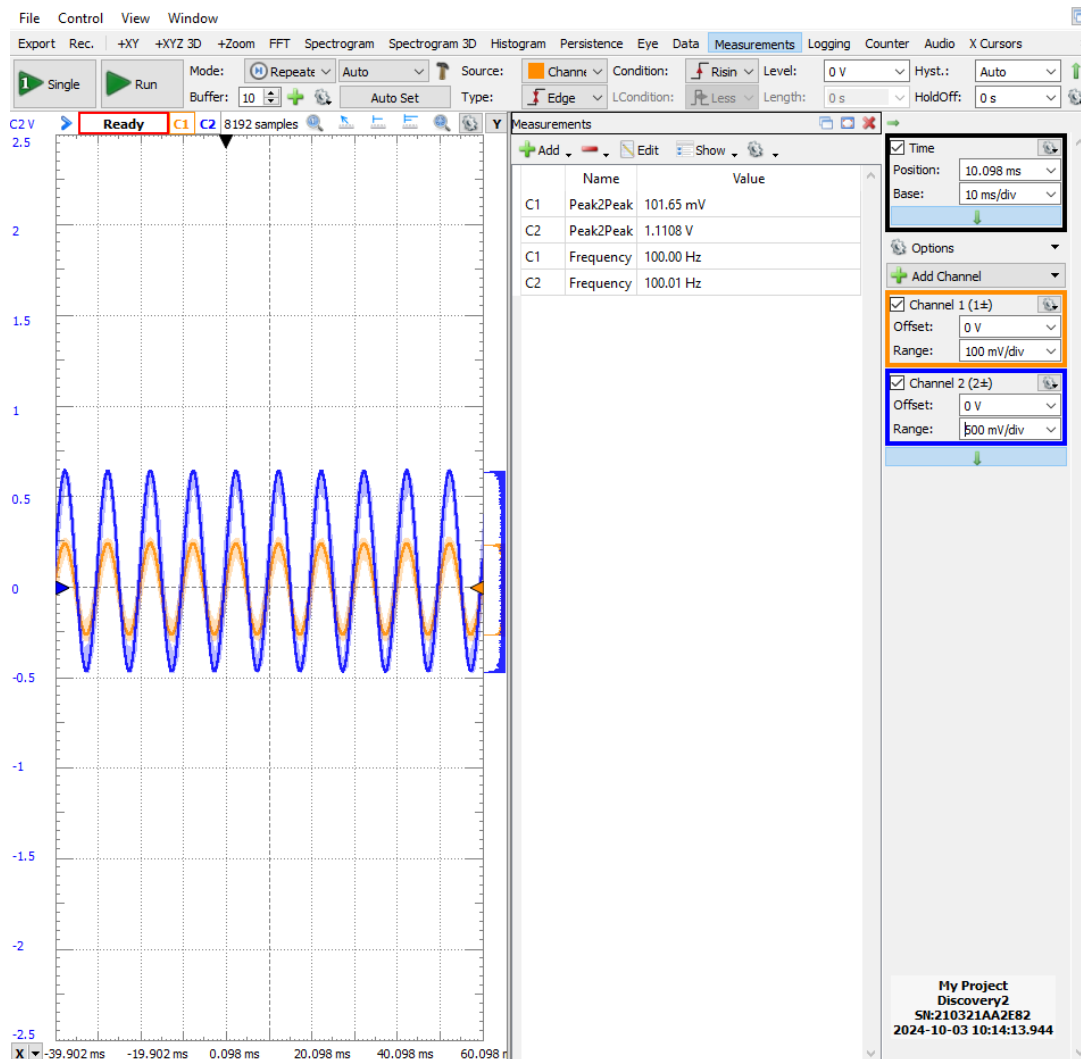 File Control View Window
Export Rec. +XY +XYZ 3D +Zoom FFT Spectrogram Spectrogram 3D Histogram Persistence Eye Data Measurements Logging Counter Audio X Cursors
1 Single Run Mode: Repeate Auto Source: Channe Condition: Risin Level: 0 V Hyst.: Auto
Buffer: 10 Auto Set Type: Edge LCondition: Less Length: 0 s HoldOff: 0 s
C2 V Ready C1 C2 8192 samples Y
2.5
2
1.5
1
0.5
0
-0.5
-1
-1.5
-2
-2.5
X -39.902 ms -19.902 ms 0.098 ms 20.098 ms 40.098 ms 60.098
Measurements
Add Edit Show
Name Value
C1 Peak2Peak 101.65 mV
C2 Peak2Peak 1.1108 V
C1 Frequency 100.00 Hz
C2 Frequency 100.01 Hz
Time
Position: 10.098 ms
Base: 10 ms/div
Options
Add Channel
Channel 1 (1±)
Offset: 0 V
Range: 100 mV/div
Channel 2 (2±)
Offset: 0 V
Range: 500 mV/div
My Project
Discovery2
SN:210321AA2E82
2024-10-03 10:14:13.944